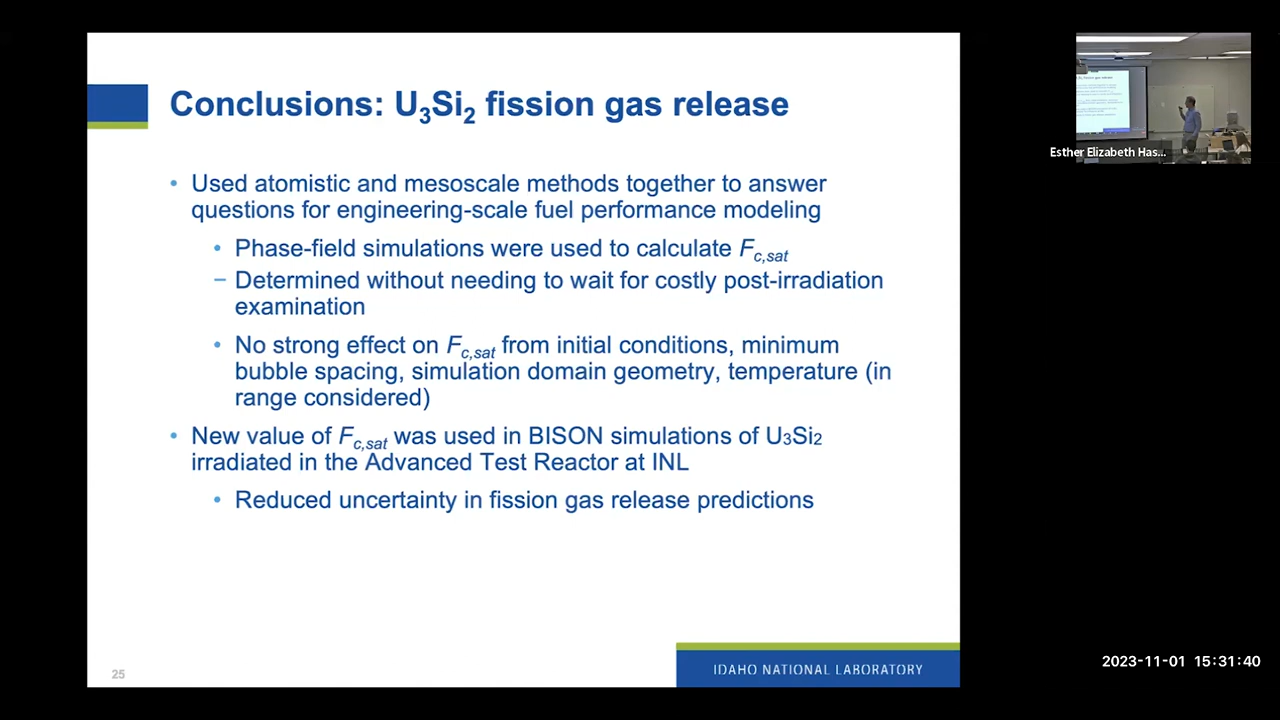 Conclusions: U₃Si₂ fission gas release
• Used atomistic and mesoscale methods together to answer
questions for engineering-scale fuel performance modeling
• Phase-field simulations were used to calculate Fc,sat
− Determined without needing to wait for costly post-irradiation
examination
• No strong effect on Fc,sat from initial conditions, minimum
bubble spacing, simulation domain geometry, temperature (in
range considered)
• New value of Fc,sat was used in BISON simulations of U₃Si₂
irradiated in the Advanced Test Reactor at INL
• Reduced uncertainty in fission gas release predictions
25
IDAHO NATIONAL LABORATORY
Esther Elizabeth Has...
2023-11-01 15:31:40